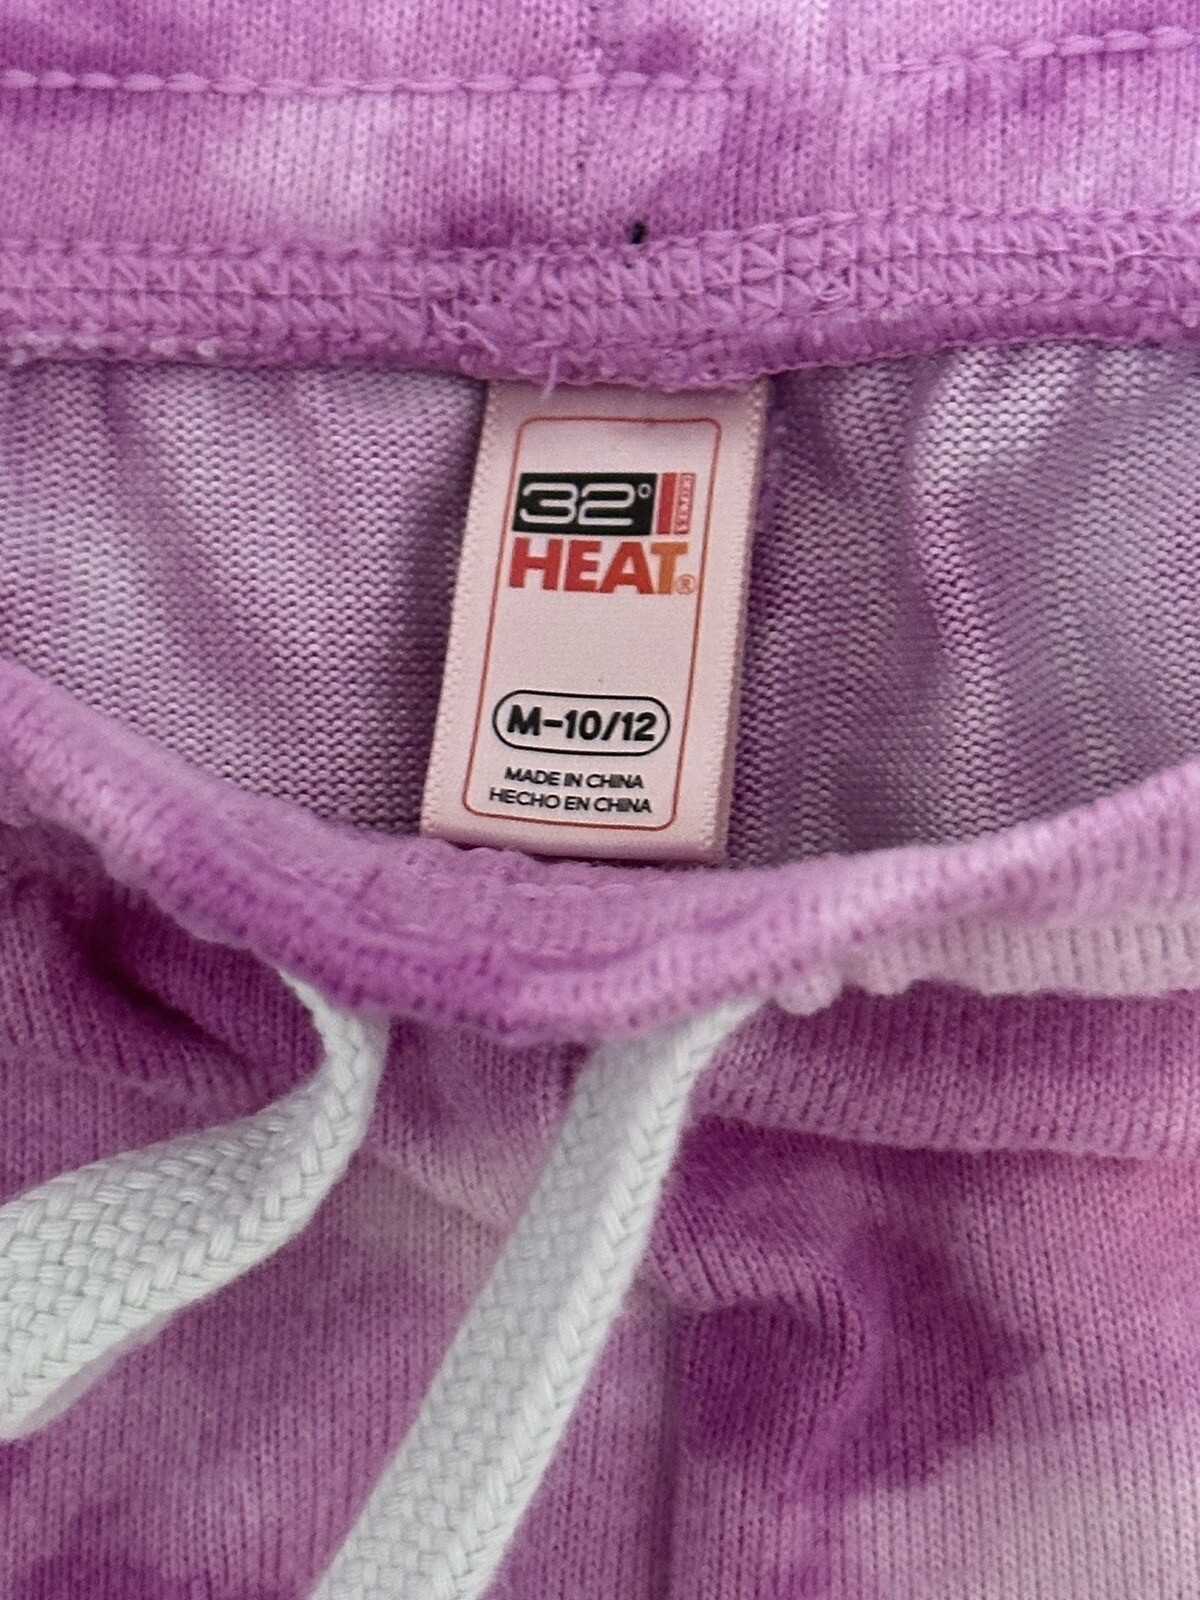 32°
HEAT®
M-10/12
MADE IN CHINA
HECHO EN CHINA